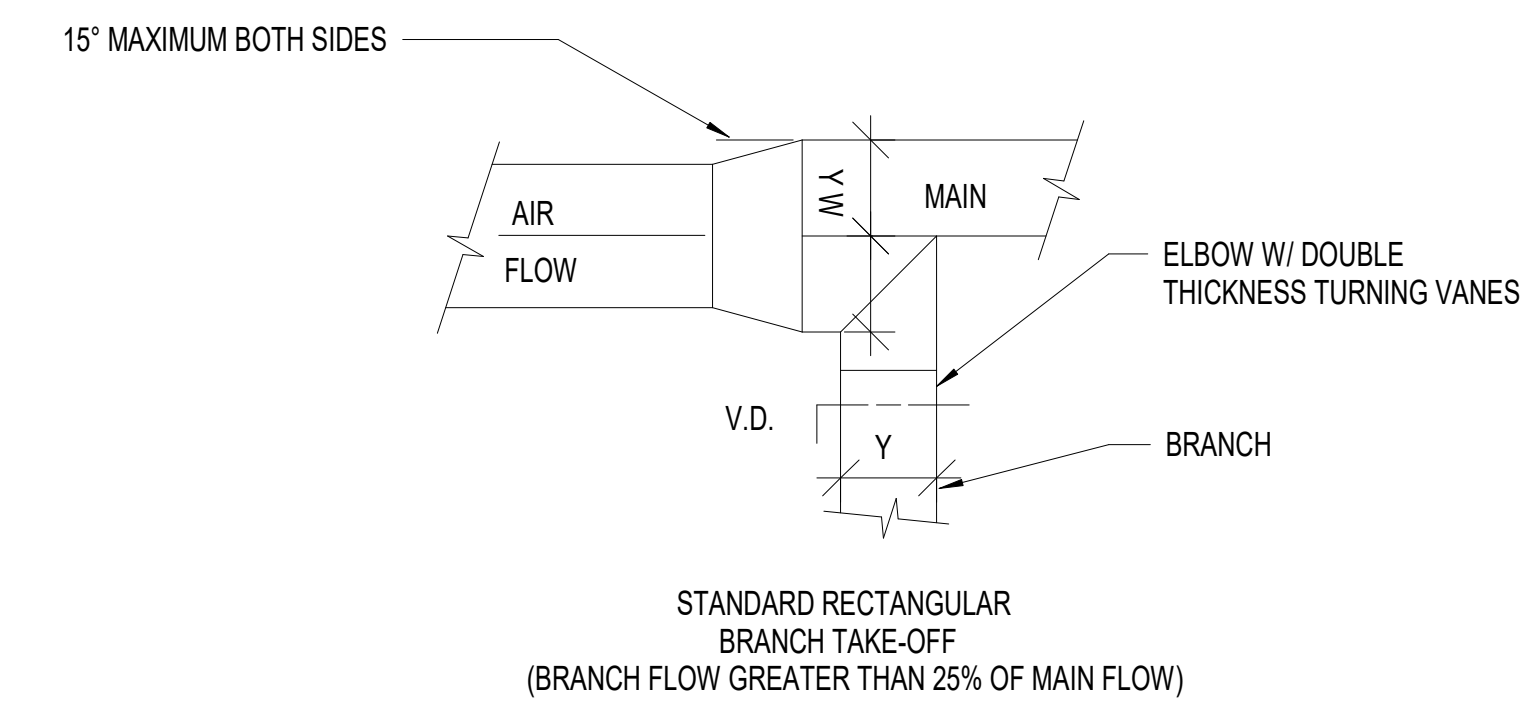 15° MAXIMUM BOTH SIDES
Y W
MAIN
AIR
FLOW
ELBOW W/ DOUBLE
THICKNESS TURNING VANES
V.D.
Y
BRANCH
STANDARD RECTANGULAR
BRANCH TAKE-OFF
(BRANCH FLOW GREATER THAN 25% OF MAIN FLOW)